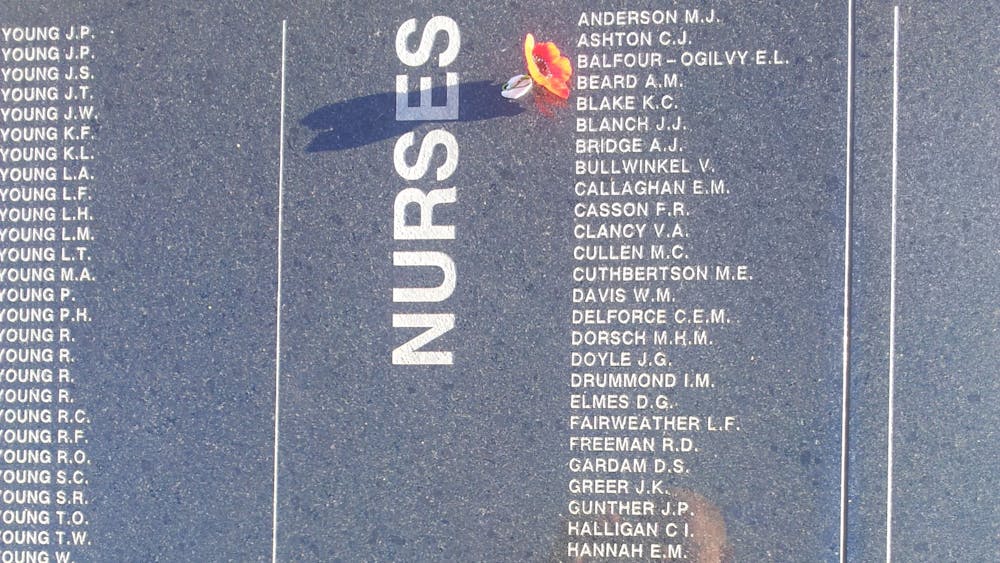 YOUNG J.P.
YOUNG J.P.
YOUNG J.S.
YOUNG J.T.
YOUNG J.W.
YOUNG K.F.
YOUNG K.L.
YOUNG L.A.
YOUNG L.F.
YOUNG L.H.
YOUNG L.M.
YOUNG L.T.
YOUNG M.A.
YOUNG P.
YOUNG P.H.
YOUNG R.
YOUNG R.
YOUNG R.
YOUNG R.
YOUNG R.C.
YOUNG R.F.
YOUNG R.O.
YOUNG S.C.
YOUNG S.R.
YOUNG T.O.
YOUNG T.W.
YOUNG W.
NURSES
ANDERSON M.J.
ASHTON C.J.
BALFOUR – OGILVY E.L.
BEARD A.M.
BLAKE K.C.
BLANCH J.J.
BRIDGE A.J.
BULLWINKEL V.
CALLAGHAN E.M.
CASSON F.R.
CLANCY V.A.
CULLEN M.C.
CUTHBERTSON M.E.
DAVIS W.M.
DELFORCE C.E.M.
DORSCH M.H.M.
DOYLE J.G.
DRUMMOND I.M.
ELMES D.G.
FAIRWEATHER L.F.
FREEMAN R.D.
GARDAM D.S.
GREER J.K.
GUNTHER J.P.
HALLIGAN C I.
HANNAH E.M.